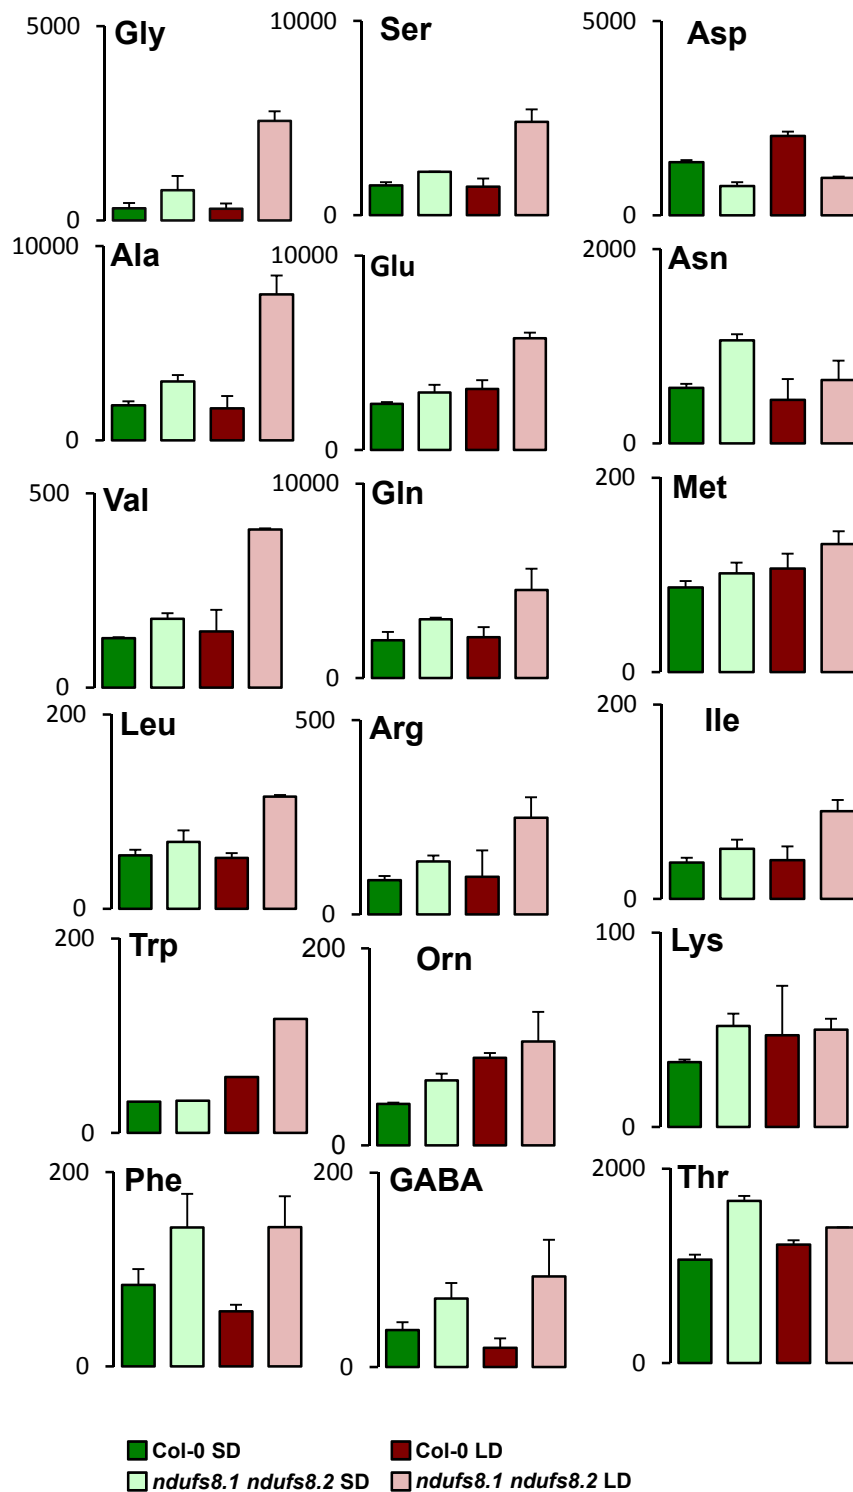 5000
Gly
0
10000
Ser
0
5000
Asp
0
10000
Ala
0
10000
Glu
0
2000
Asn
0
500
Val
0
10000
Gln
0
200
Met
0
200
Leu
0
500
Arg
0
200
Ile
0
200
Trp
0
200
Orn
0
100
Lys
0
200
Phe
0
200
GABA
0
2000
Thr
0
Col-0 SD
Col-0 LD
ndufs8.1 ndufs8.2 SD
ndufs8.1 ndufs8.2 LD